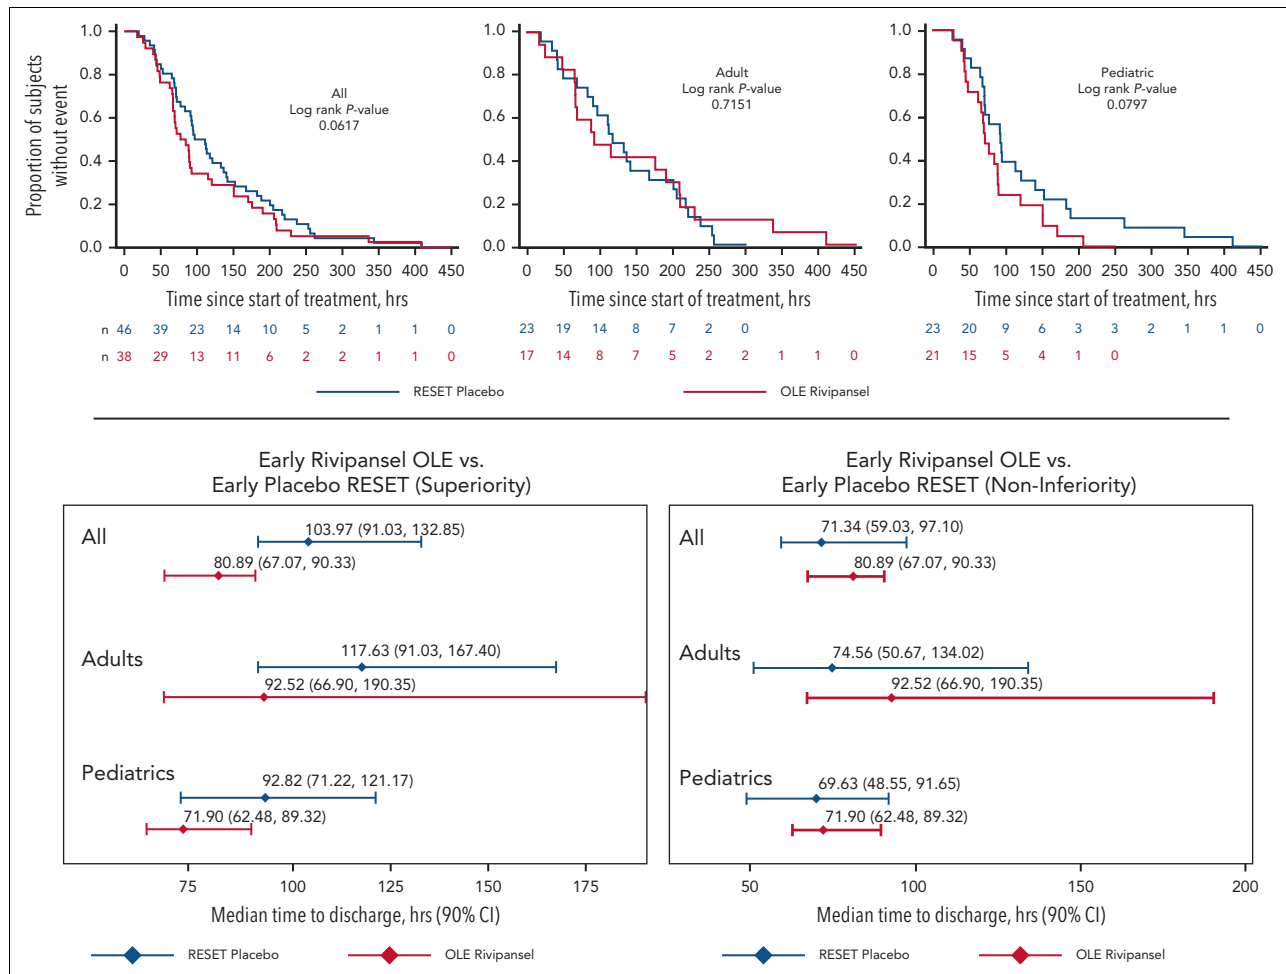 Proportion of subjects
without event
1.0
0.8
0.6
0.4
0.2
0.0
All
Log rank P-value
0.0617
0 50 100 150 200 250 300 350 400 450
Time since start of treatment, hrs
1.0
0.8
0.6
0.4
0.2
0.0
Adult
Log rank P-value
0.7151
0 50 100 150 200 250 300 350 400 450
Time since start of treatment, hrs
1.0
0.8
0.6
0.4
0.2
0.0
Pediatric
Log rank P-value
0.0797
0 50 100 150 200 250 300 350 400 450
Time since start of treatment, hrs
n 46 39 23 14 10 5 2 1 1 0
n 38 29 13 11 6 2 2 1 1 0
23 19 14 8 7 2 0
17 14 8 7 5 2 2 1 1 0
23 20 9 6 3 3 2 1 1 0
21 15 5 4 1 0
RESET Placebo
OLE Rivipansel
Early Rivipansel OLE vs.
Early Placebo RESET (Superiority)
All
103.97 (91.03, 132.85)
80.89 (67.07, 90.33)
Adults
117.63 (91.03, 167.40)
92.52 (66.90, 190.35)
Pediatrics
92.82 (71.22, 121.17)
71.90 (62.48, 89.32)
75 100 125 150 175
Median time to discharge, hrs (90% CI)
RESET Placebo
OLE Rivipansel
Early Rivipansel OLE vs.
Early Placebo RESET (Non-Inferiority)
All
71.34 (59.03, 97.10)
80.89 (67.07, 90.33)
Adults
74.56 (50.67, 134.02)
92.52 (66.90, 190.35)
Pediatrics
69.63 (48.55, 91.65)
71.90 (62.48, 89.32)
50 100 150 200
Median time to discharge, hrs (90% CI)
RESET Placebo
OLE Rivipansel